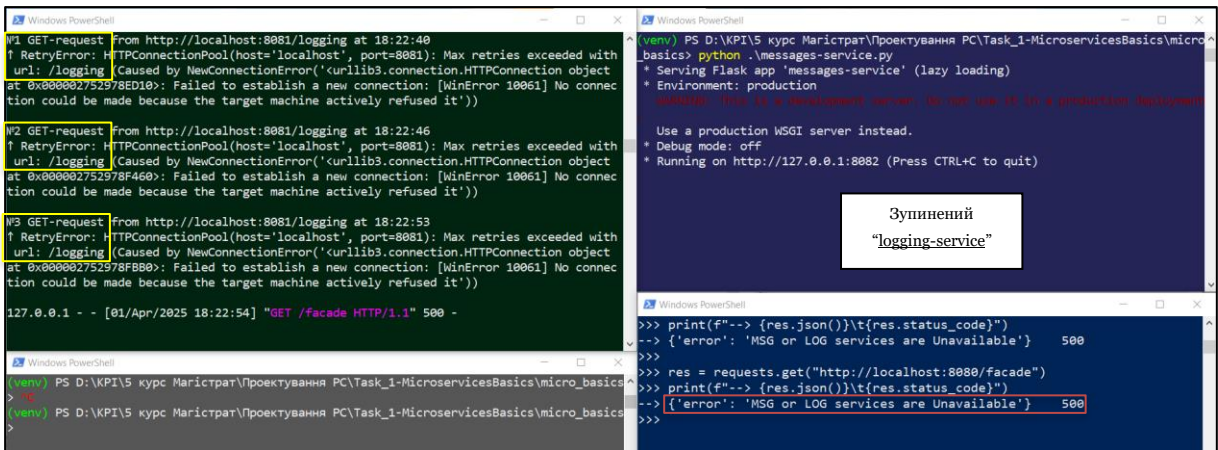 Windows PowerShell
№1 GET-request from http://localhost:8081/logging at 18:22:40
↑ RetryError: HTTPConnectionPool(host='localhost', port=8081): Max retries exceeded with
url: /logging (Caused by NewConnectionError('<urllib3.connection.HTTPConnection object
at 0x000002752978ED10>: Failed to establish a new connection: [WinError 10061] No connec
tion could be made because the target machine actively refused it'))
№2 GET-request from http://localhost:8081/logging at 18:22:46
↑ RetryError: HTTPConnectionPool(host='localhost', port=8081): Max retries exceeded with
url: /logging (Caused by NewConnectionError('<urllib3.connection.HTTPConnection object
at 0x000002752978F460>: Failed to establish a new connection: [WinError 10061] No connec
tion could be made because the target machine actively refused it'))
№3 GET-request from http://localhost:8081/logging at 18:22:53
↑ RetryError: HTTPConnectionPool(host='localhost', port=8081): Max retries exceeded with
url: /logging (Caused by NewConnectionError('<urllib3.connection.HTTPConnection object
at 0x000002752978FBB0>: Failed to establish a new connection: [WinError 10061] No connec
tion could be made because the target machine actively refused it'))
127.0.0.1 - - [01/Apr/2025 18:22:54] "GET /facade HTTP/1.1" 500 -
Windows PowerShell
(venv) PS D:\KPI\5 курс Магістрат\Проектування РС\Task_1-MicroservicesBasics\micro_basics
> ^C
(venv) PS D:\KPI\5 курс Магістрат\Проектування РС\Task_1-MicroservicesBasics\micro_basics
>
Windows PowerShell
(venv) PS D:\KPI\5 курс Магістрат\Проектування РС\Task_1-MicroservicesBasics\micro
_basics> python .\messages-service.py
* Serving Flask app 'messages-service' (lazy loading)
* Environment: production
WARNING: This is a development server. Do not use it in a production deployment
Use a production WSGI server instead.
* Debug mode: off
* Running on http://127.0.0.1:8082 (Press CTRL+C to quit)
Зупинений
“logging-service”
Windows PowerShell
>>> print(f"--> {res.json()}\t{res.status_code}")
--> {'error': 'MSG or LOG services are Unavailable'} 500
>>>
>>> res = requests.get("http://localhost:8080/facade")
>>> print(f"--> {res.json()}\t{res.status_code}")
--> {'error': 'MSG or LOG services are Unavailable'} 500
>>>